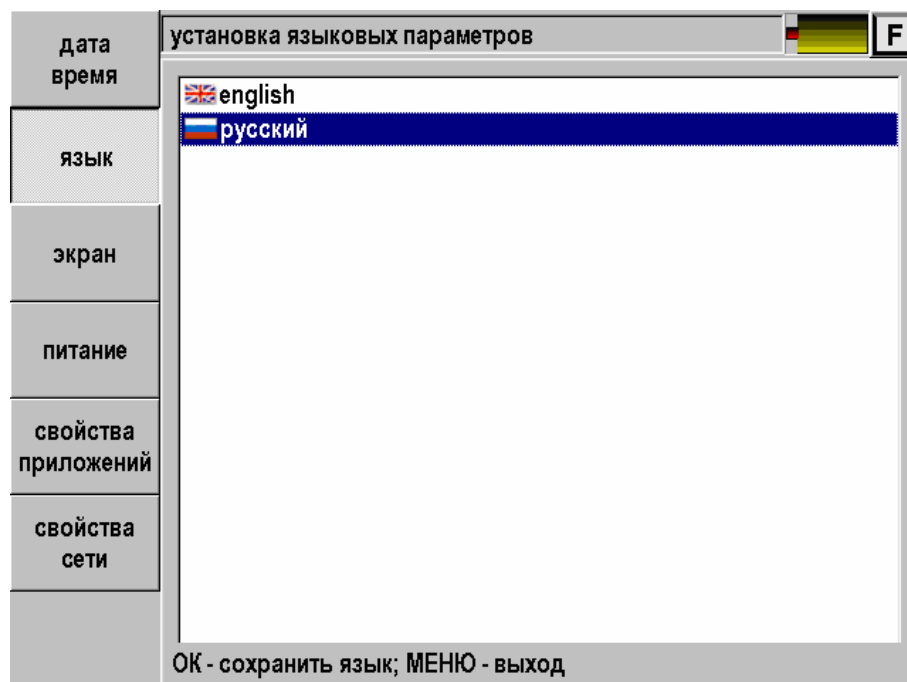 дата
время
язык
экран
питание
свойства
приложений
свойства
сети
установка языковых параметров
F
english
русский
ОК - сохранить язык; МЕНЮ - выход